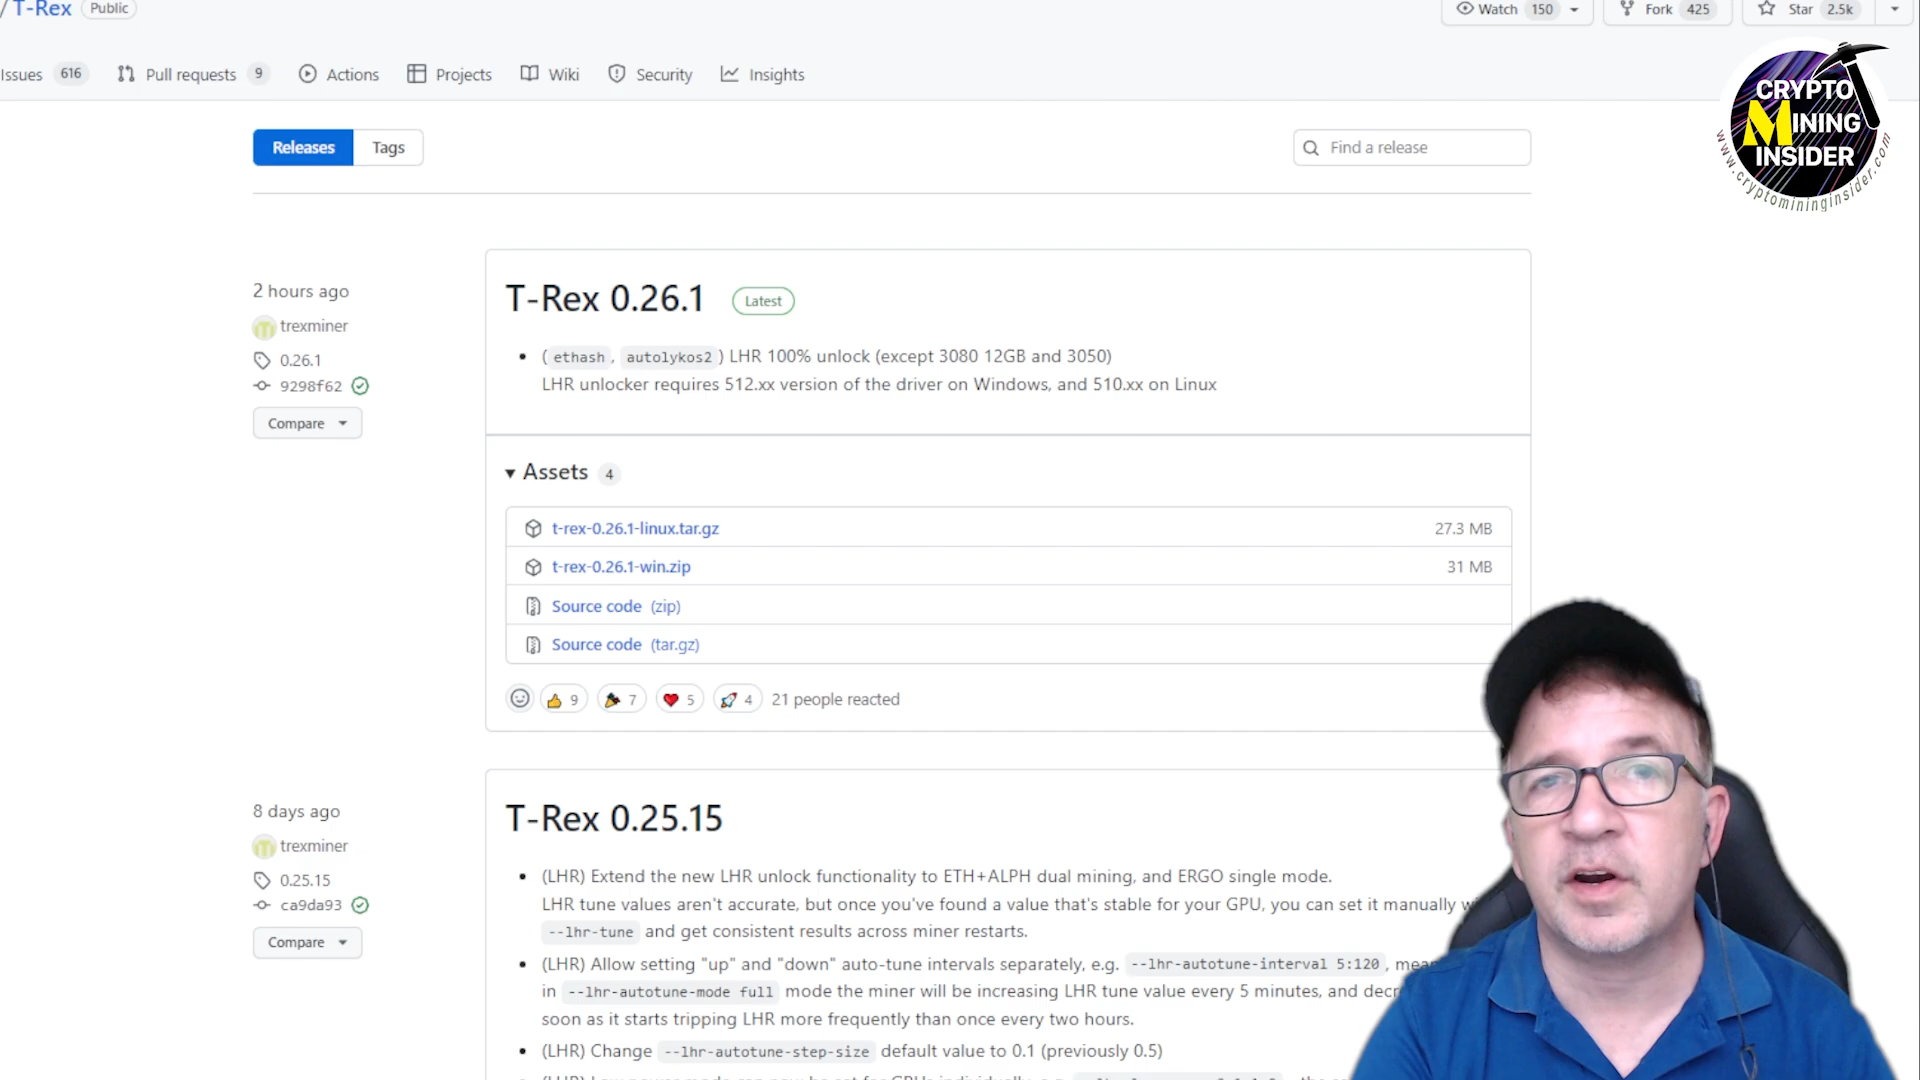 /T-Rex Public
Watch 150 Fork 425 Star 2.5k
Issues 616 Pull requests 9 Actions Projects Wiki Security Insights
CRYPTO
MINING
INSIDER
www.cryptomininginsider.com
Releases Tags Find a release
2 hours ago
trexminer
0.26.1
9298f62
Compare
T-Rex 0.26.1 Latest
(ethash, autolykos2) LHR 100% unlock (except 3080 12GB and 3050)
LHR unlocker requires 512.xx version of the driver on Windows, and 510.xx on Linux
Assets 4
t-rex-0.26.1-linux.tar.gz 27.3 MB
t-rex-0.26.1-win.zip 31 MB
Source code (zip)
Source code (tar.gz)
9 7 5 4 21 people reacted
8 days ago
trexminer
0.25.15
ca9da93
Compare
T-Rex 0.25.15
(LHR) Extend the new LHR unlock functionality to ETH+ALPH dual mining, and ERGO single mode.
LHR tune values aren't accurate, but once you've found a value that's stable for your GPU, you can set it manually
--lhr-tune and get consistent results across miner restarts.
(LHR) Allow setting "up" and "down" auto-tune intervals separately, e.g. --lhr-autotune-interval 5:120,
in --lhr-autotune-mode full mode the miner will be increasing LHR tune value every 5 minutes, and
soon as it starts tripping LHR more frequently than once every two hours.
(LHR) Change --lhr-autotune-step-size default value to 0.1 (previously 0.5)